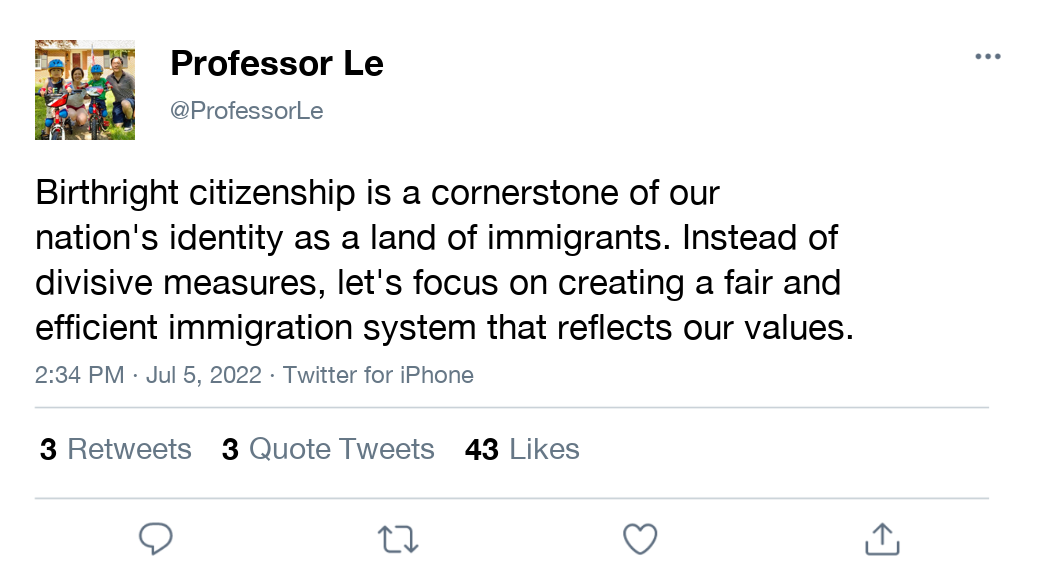 Professor Le
@ProfessorLe
Birthright citizenship is a cornerstone of our
nation's identity as a land of immigrants. Instead of
divisive measures, let's focus on creating a fair and
efficient immigration system that reflects our values.
2:34 PM · Jul 5, 2022 · Twitter for iPhone
3 Retweets 3 Quote Tweets 43 Likes